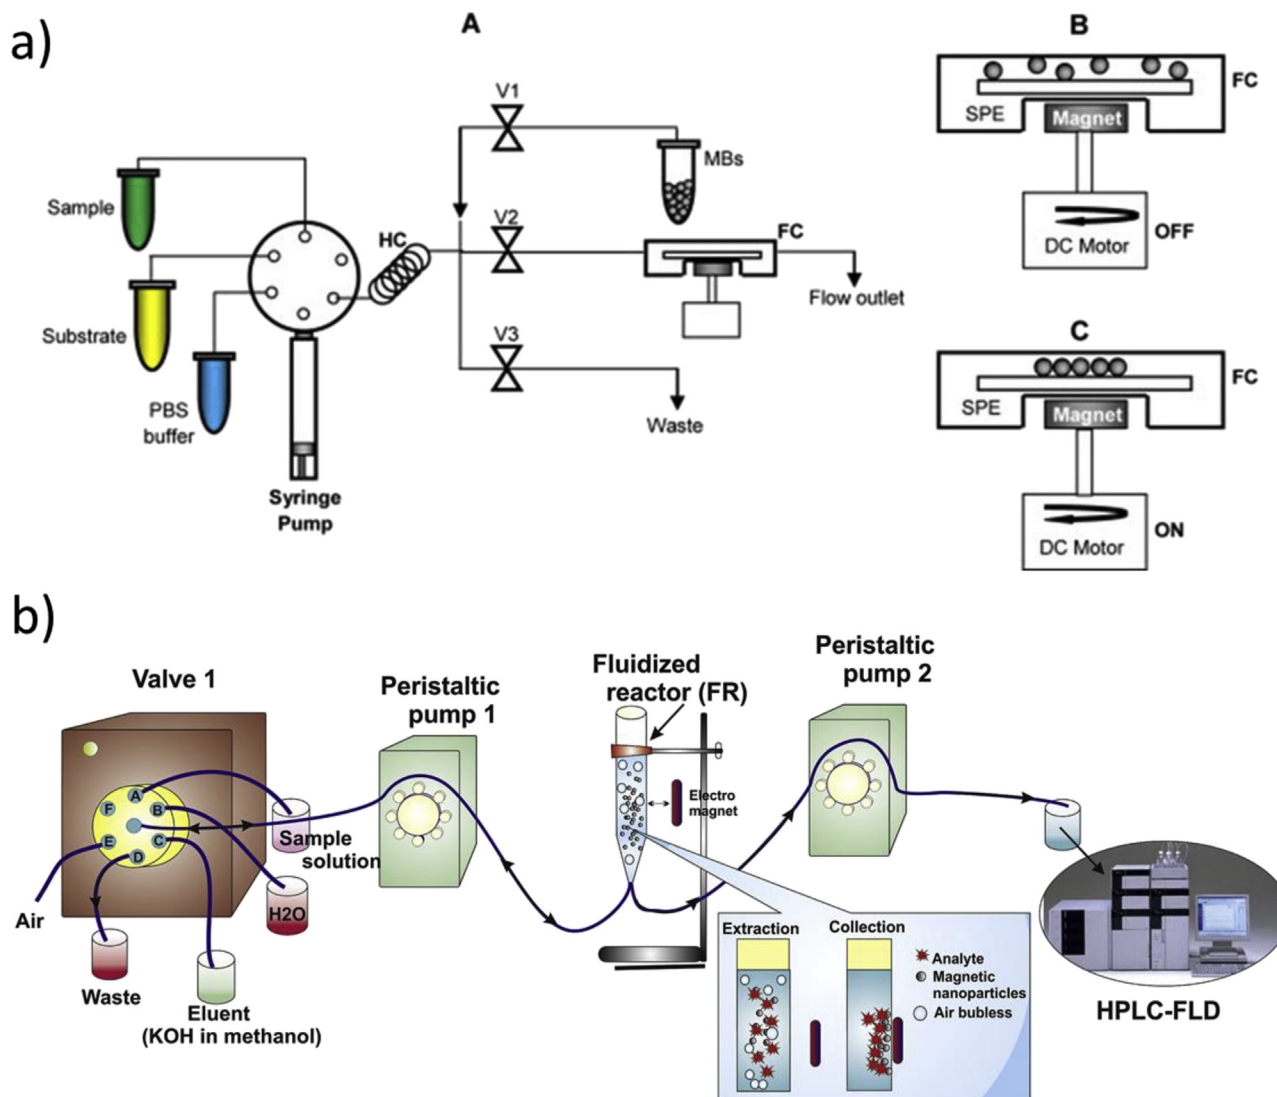 a)
A
V1
MBs
Sample
V2
HC
FC
Substrate
Flow outlet
V3
PBS
buffer
Waste
Syringe
Pump
B
FC
SPE
Magnet
DC Motor
OFF
C
FC
SPE
Magnet
DC Motor
ON
b)
Valve 1
Peristaltic
pump 1
Fluidized
reactor (FR)
Peristaltic
pump 2
A
B
C
D
E
F
Electro
magnet
Sample
solution
Air
H2O
Waste
Eluent
(KOH in methanol)
Extraction
Collection
Analyte
Magnetic
nanoparticles
Air bubless
HPLC-FLD